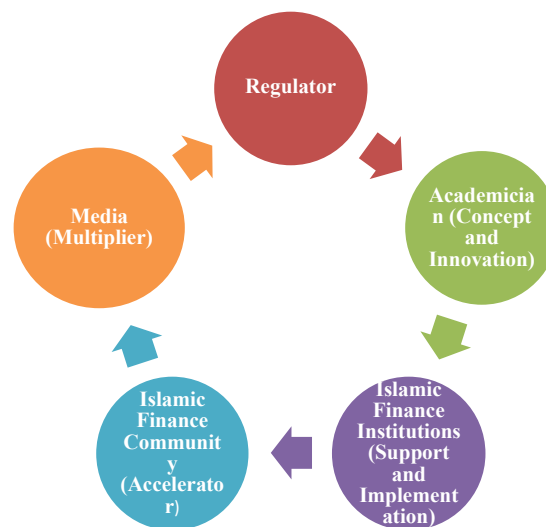 Regulator
Academicia
n (Concept
and
Innovation)
Islamic
Finance
Institutions
(Support
and
Implement
ation)
Islamic
Finance
Communit
y
(Accelerato
r)
Media
(Multiplier)